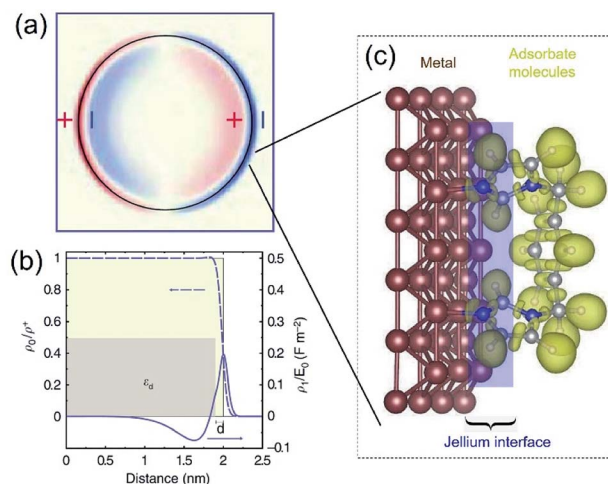 (a)
+
|
+
|
(b)
ρ₀/ρ⁺
1
0.8
0.6
0.4
0.2
0
0.5
0.4
0.3
0.2
0.1
0
–0.1
ρ₁/E₀ (F m⁻²)
ε_d
d
0 0.5 1 1.5 2 2.5
Distance (nm)
(c)
Metal
Adsorbate
molecules
Jellium interface